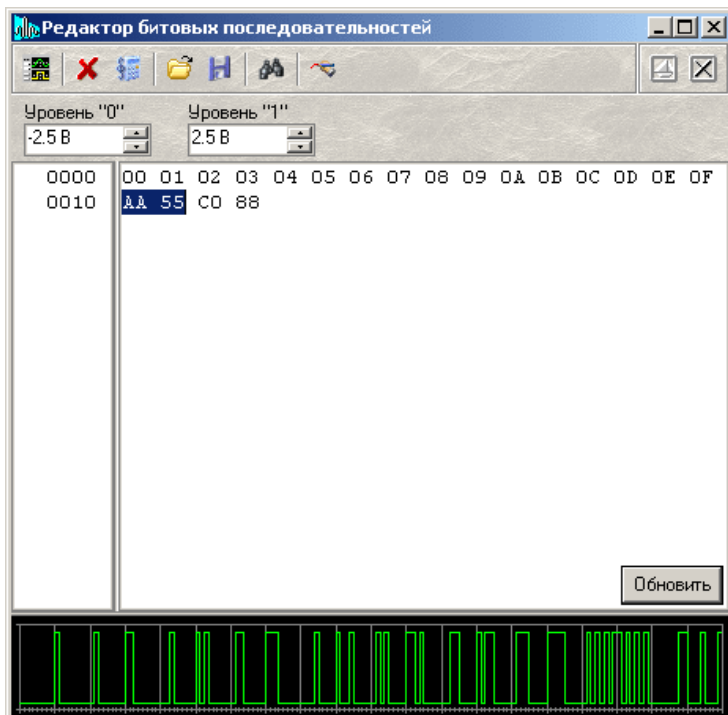 Редактор битовых последовательностей
Уровень "0" Уровень "1"
-2.5 В 2.5 В
0000 00 01 02 03 04 05 06 07 08 09 0A 0B 0C 0D 0E 0F
0010 AA 55 C0 88
Обновить